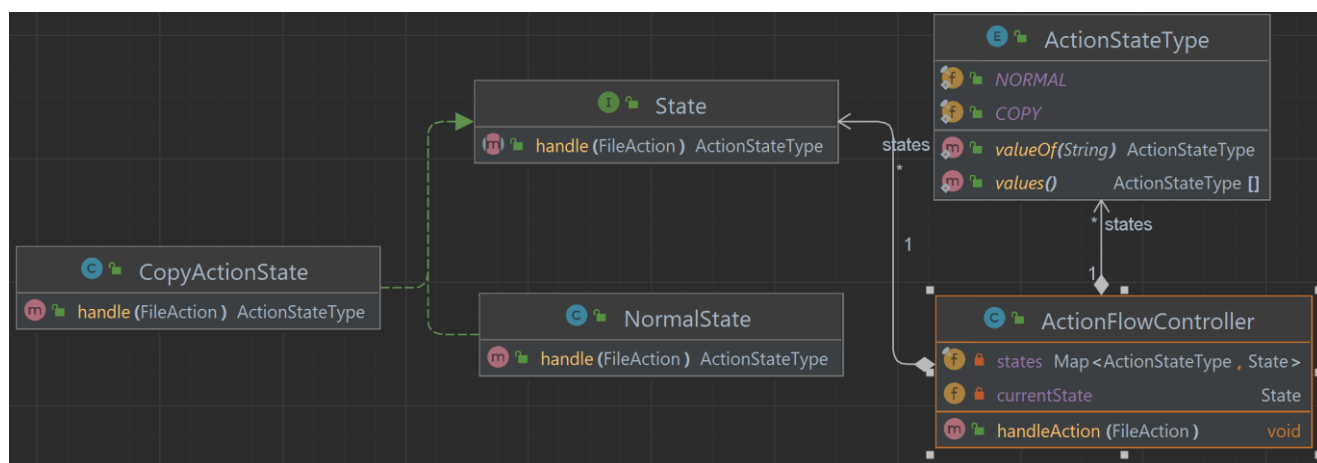 ActionStateType
NORMAL
COPY
valueOf(String) ActionStateType
values() ActionStateType []
State
handle (FileAction) ActionStateType
states
*
1
* states
1
CopyActionState
handle (FileAction) ActionStateType
NormalState
handle (FileAction) ActionStateType
ActionFlowController
states Map<ActionStateType, State>
currentState State
handleAction (FileAction) void